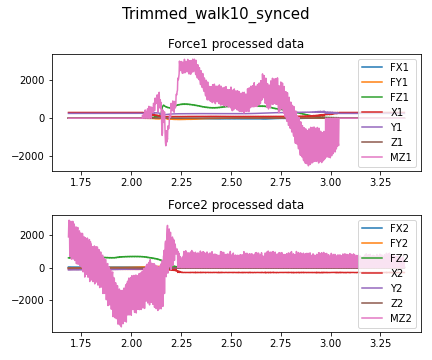 Trimmed_walk10_synced
Force1 processed data
2000
0
−2000
FX1
FY1
FZ1
X1
Y1
Z1
MZ1
1.75 2.00 2.25 2.50 2.75 3.00 3.25
Force2 processed data
2000
0
−2000
FX2
FY2
FZ2
X2
Y2
Z2
MZ2
1.75 2.00 2.25 2.50 2.75 3.00 3.25